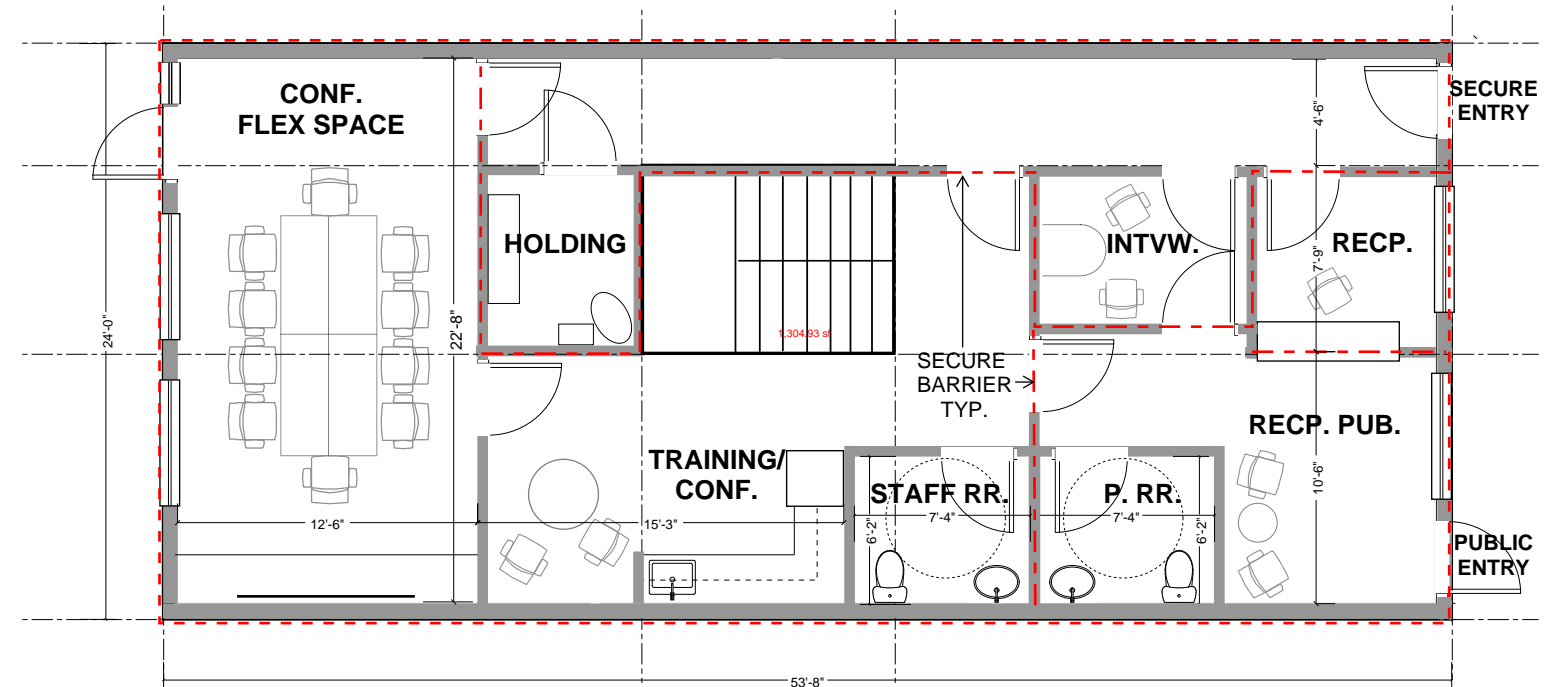 CONF.
FLEX SPACE
SECURE
ENTRY
4'-6"
HOLDING
INTVW.
RECP.
7'-9"
24'-0"
22'-8"
1,304.93 sf
SECURE
BARRIER
TYP.
RECP. PUB.
TRAINING/
CONF.
STAFF RR.
P. RR.
10'-6"
12'-6"
15'-3"
7'-4"
7'-4"
6'-2"
6'-2"
PUBLIC
ENTRY
53'-8"